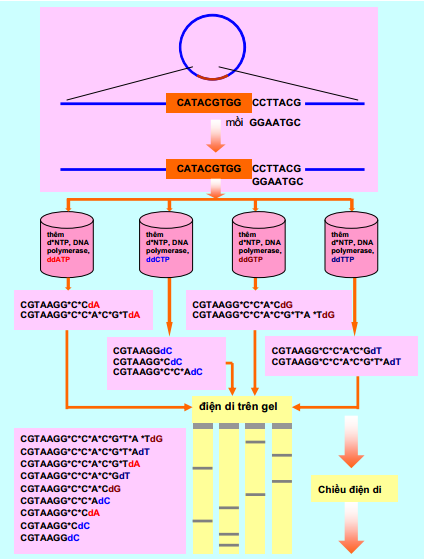 CATACGTGG CCTTACG
mồi GGAATGC
CATACGTGG CCTTACG
GGAATGC
thêm
d*NTP, DNA
polymerase,
ddATP
thêm
d*NTP, DNA
polymerase,
ddCTP
thêm
d*NTP, DNA
polymerase,
ddGTP
thêm
d*NTP, DNA
polymerase,
ddTTP
CGTAAGG*C*CdA
CGTAAGG*C*C*A*C*G*TdA
CGTAAGG*C*C*A*CdG
CGTAAGG*C*C*A*C*G*T*A *TdG
CGTAAGGdC
CGTAAGG*CdC
CGTAAGG*C*C*AdC
CGTAAGG*C*C*A*C*GdT
CGTAAGG*C*C*A*C*G*T*AdT
điện di trên gel
CGTAAGG*C*C*A*C*G*T*A *TdG
CGTAAGG*C*C*A*C*G*T*AdT
CGTAAGG*C*C*A*C*G*TdA
CGTAAGG*C*C*A*C*GdT
CGTAAGG*C*C*A*CdG
CGTAAGG*C*C*AdC
CGTAAGG*C*CdA
CGTAAGG*CdC
CGTAAGGdC
Chiều điện di